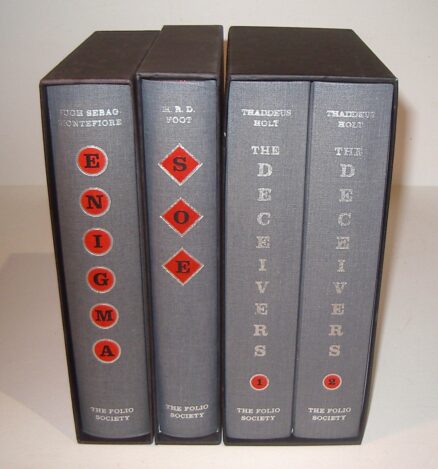 HUGH SEBAG-
MONTEFIORE
ENIGMA
THE FOLIO
SOCIETY
M. R. D.
FOOT
SOE
THE FOLIO
SOCIETY
THADDEUS
HOLT
THE
DECEIVERS
1
THE FOLIO
SOCIETY
THADDEUS
HOLT
THE
DECEIVERS
2
THE FOLIO
SOCIETY